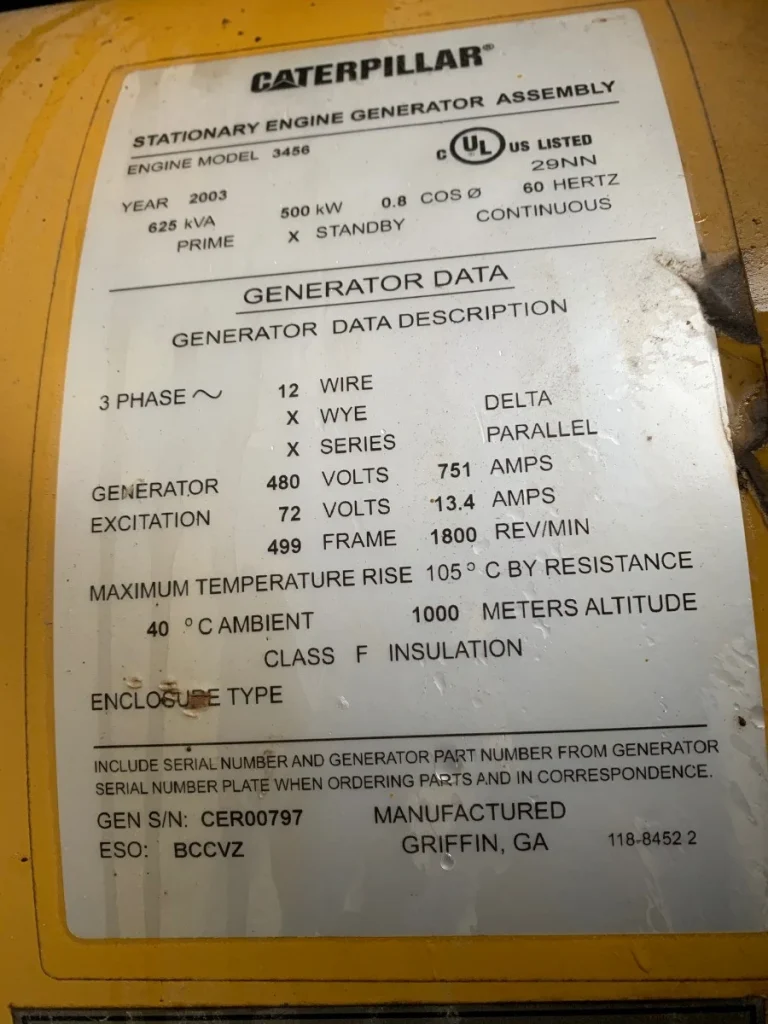 CATERPILLAR®
STATIONARY ENGINE GENERATOR ASSEMBLY
ENGINE MODEL 3456
C UL US LISTED
29NN
YEAR 2003
625 kVA 500 kW 0.8 COS Ø 60 HERTZ
PRIME X STANDBY CONTINUOUS
GENERATOR DATA
GENERATOR DATA DESCRIPTION
3 PHASE ~ 12 WIRE
X WYE DELTA
X SERIES PARALLEL
GENERATOR 480 VOLTS 751 AMPS
EXCITATION 72 VOLTS 13.4 AMPS
499 FRAME 1800 REV/MIN
MAXIMUM TEMPERATURE RISE 105° C BY RESISTANCE
40 °C AMBIENT 1000 METERS ALTITUDE
CLASS F INSULATION
ENCLOSURE TYPE
INCLUDE SERIAL NUMBER AND GENERATOR PART NUMBER FROM GENERATOR
SERIAL NUMBER PLATE WHEN ORDERING PARTS AND IN CORRESPONDENCE.
GEN S/N: CER00797 MANUFACTURED
ESO: BCCVZ GRIFFIN, GA 118-8452 2